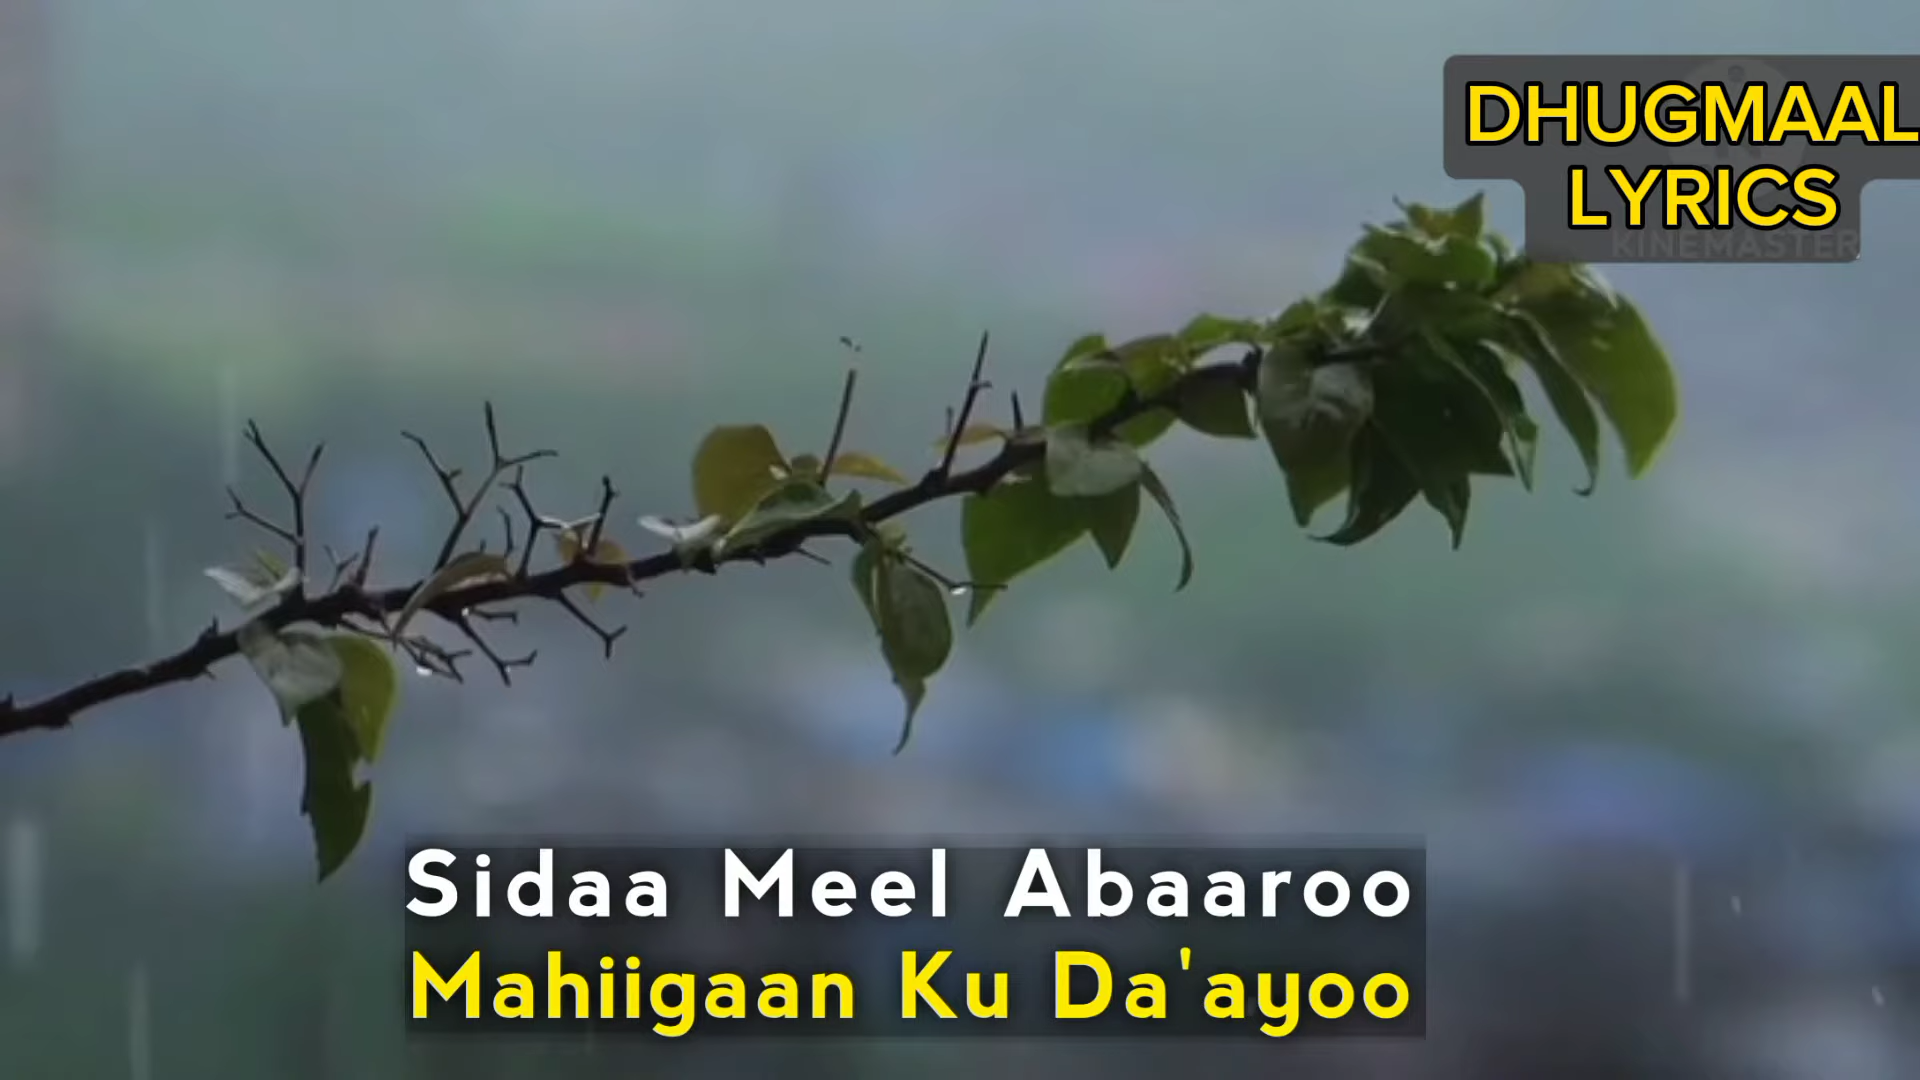 DHUGMAAL
LYRICS
KINEMASTER
Sidaa Meel Abaaroo
Mahiigaan Ku Da'ayoo